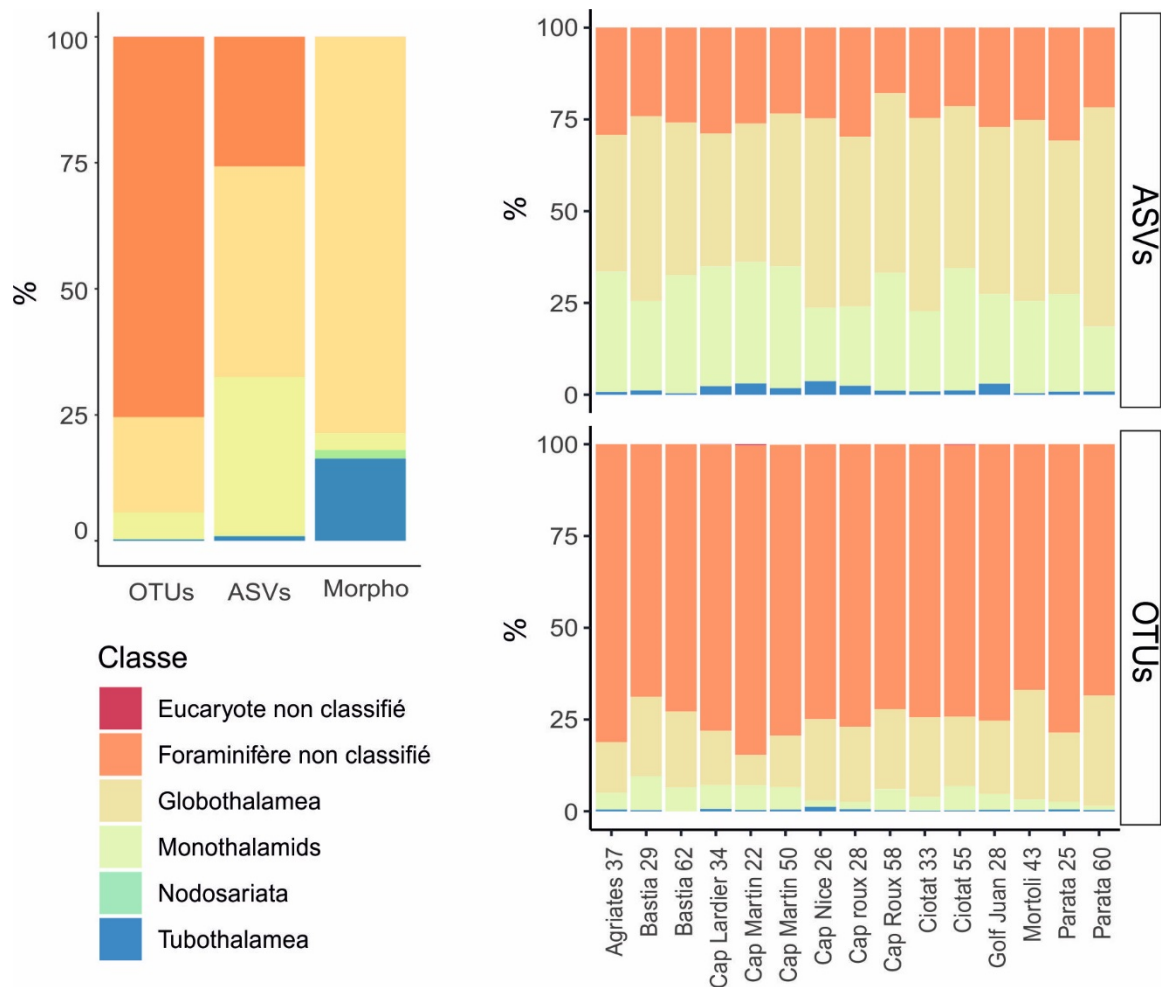 100
75
50
25
0
%
OTUs
ASVs
Morpho
Classe
Eucaryote non classifié
Foraminifère non classifié
Globothalamea
Monothalamids
Nodosariata
Tubothalamea
100
75
50
25
0
%
ASVs
100
75
50
25
0
%
OTUs
Agriates 37
Bastia 29
Bastia 62
Cap Lardier 34
Cap Martin 22
Cap Martin 50
Cap Nice 26
Cap roux 28
Cap Roux 58
Ciotat 33
Ciotat 55
Golf Juan 28
Mortoli 43
Parata 25
Parata 60